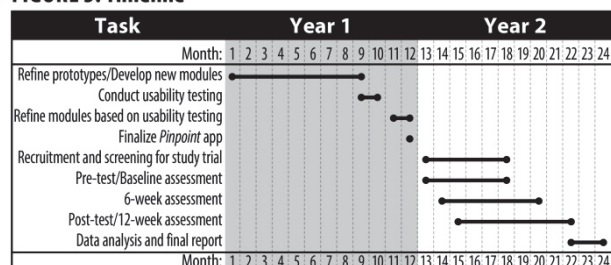 FIGURE 3. Timeline
Task Year 1 Year 2
Month: 1 2 3 4 5 6 7 8 9 10 11 12 13 14 15 16 17 18 19 20 21 22 23 24
Refine prototypes/Develop new modules
Conduct usability testing
Refine modules based on usability testing
Finalize Pinpoint app
Recruitment and screening for study trial
Pre-test/Baseline assessment
6-week assessment
Post-test/12-week assessment
Data analysis and final report
Month: 1 2 3 4 5 6 7 8 9 10 11 12 13 14 15 16 17 18 19 20 21 22 23 24